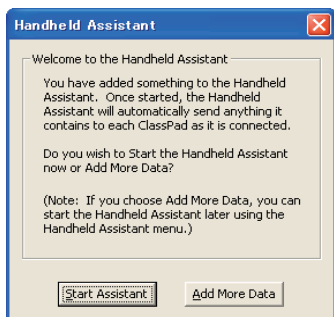 Handheld Assistant
Welcome to the Handheld Assistant
You have added something to the Handheld
Assistant. Once started, the Handheld
Assistant will automatically send anything it
contains to each ClassPad as it is connected.
Do you wish to Start the Handheld Assistant
now or Add More Data?
(Note: If you choose Add More Data, you can
start the Handheld Assistant later using the
Handheld Assistant menu.)
Start Assistant
Add More Data